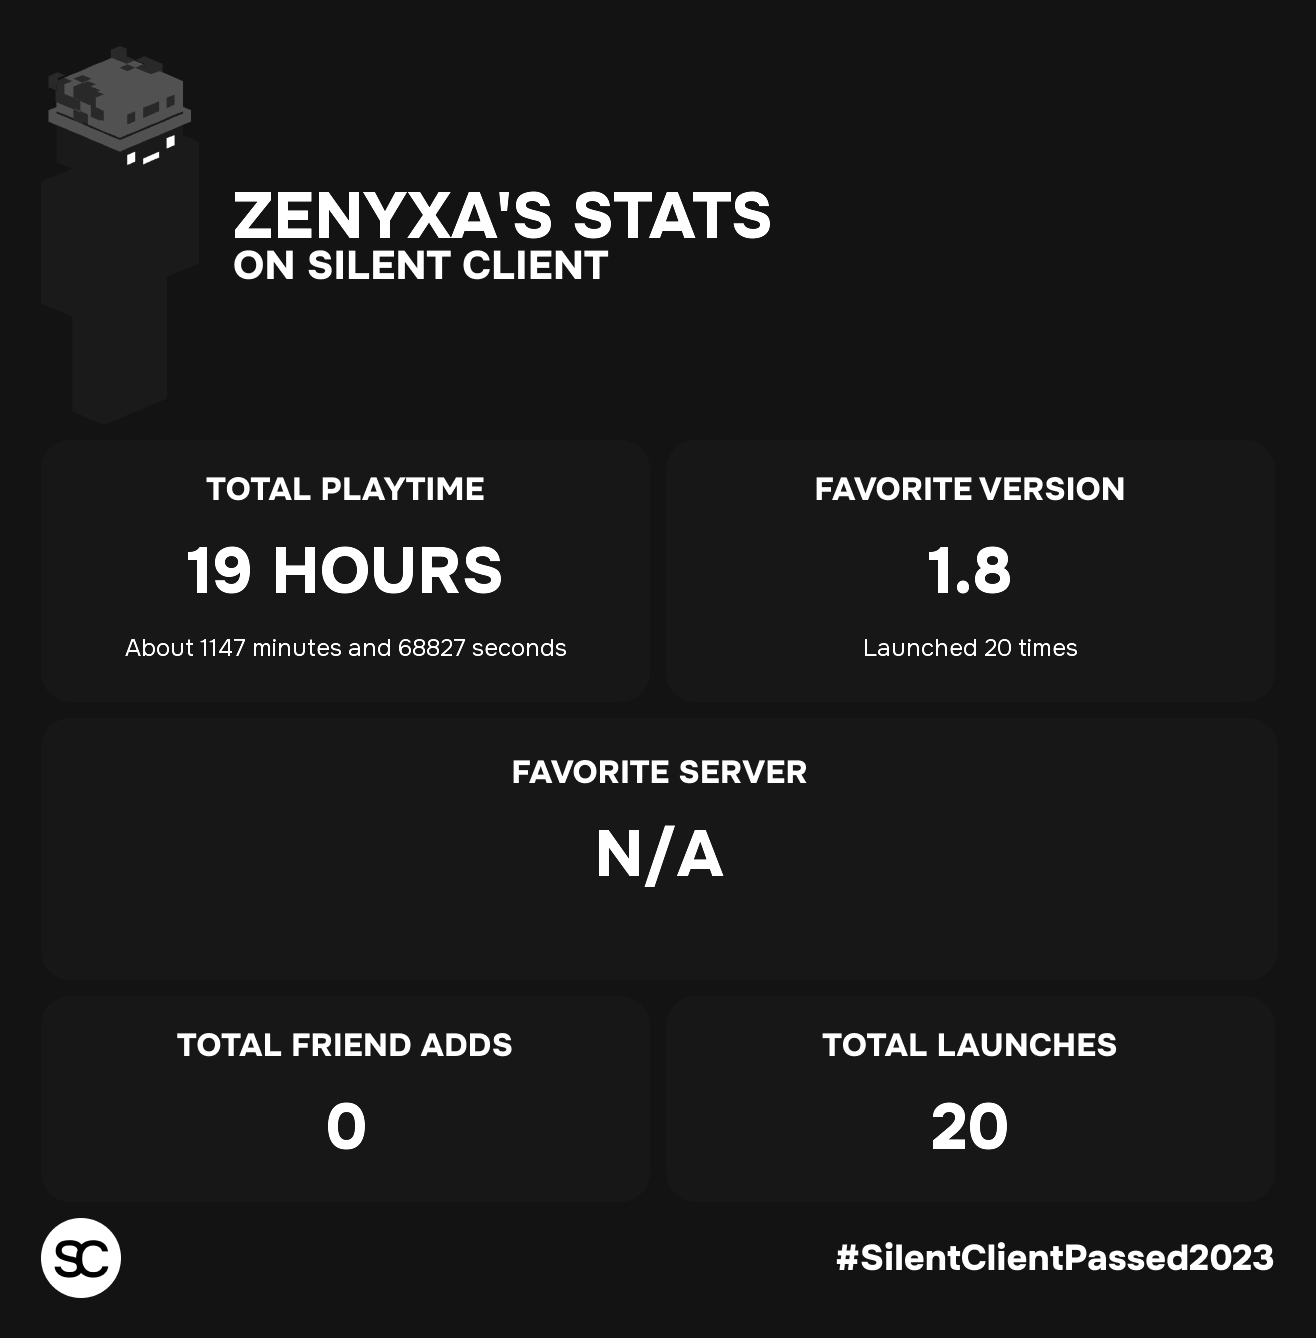 ZENYXA'S STATS
ON SILENT CLIENT
TOTAL PLAYTIME
19 HOURS
About 1147 minutes and 68827 seconds
FAVORITE VERSION
1.8
Launched 20 times
FAVORITE SERVER
N/A
TOTAL FRIEND ADDS
0
TOTAL LAUNCHES
20
SC
#SilentClientPassed2023